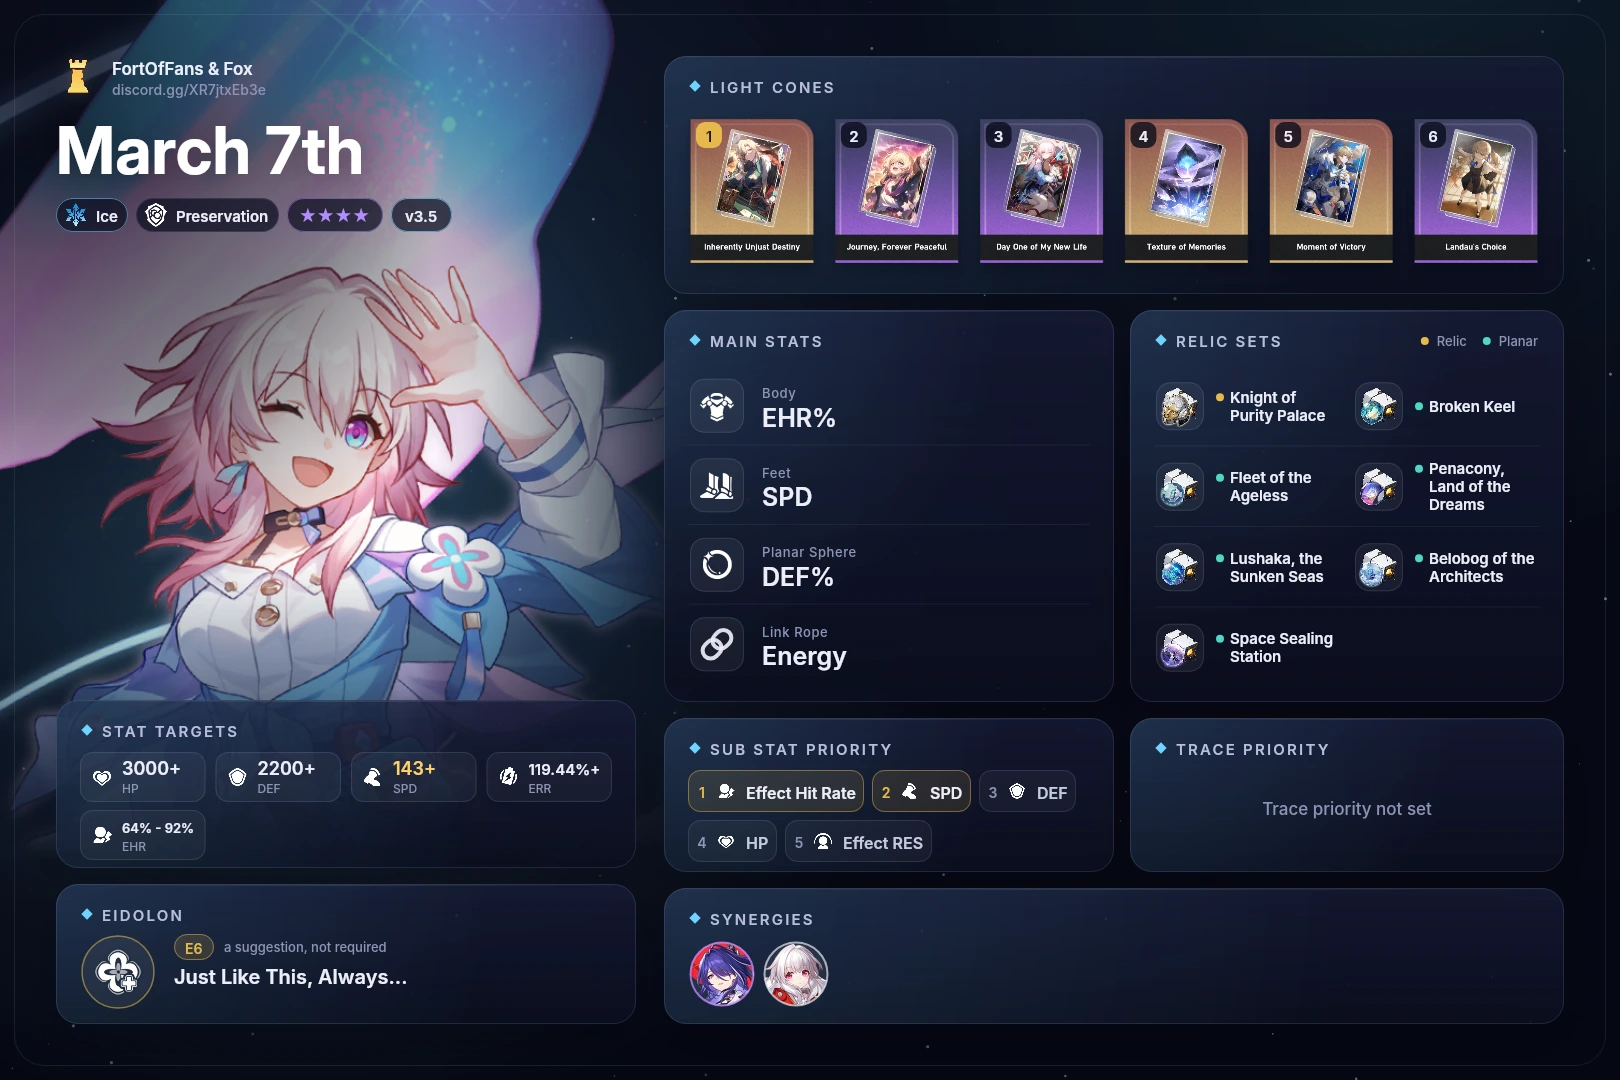 FortOfFans & Fox
discord.gg/XR7jtxEb3e
March 7th
Ice
Preservation
v3.5
STAT TARGETS
3000+
HP
2200+
DEF
143+
SPD
119.44%+
ERR
64% - 92%
EHR
EIDOLON
E6 a suggestion, not required
Just Like This, Always...
LIGHT CONES
1
2
3
4
5
6
Inherently Unjust Destiny
Journey, Forever Peaceful
Day One of My New Life
Texture of Memories
Moment of Victory
Landau's Choice
MAIN STATS
Body
EHR%
Feet
SPD
Planar Sphere
DEF%
Link Rope
Energy
RELIC SETS
Relic
Planar
Knight of
Purity Palace
Broken Keel
Fleet of the
Ageless
Penacony,
Land of the
Dreams
Lushaka, the
Sunken Seas
Belobog of the
Architects
Space Sealing
Station
SUB STAT PRIORITY
1 Effect Hit Rate
2 SPD
3 DEF
4 HP
5 Effect RES
TRACE PRIORITY
Trace priority not set
SYNERGIES